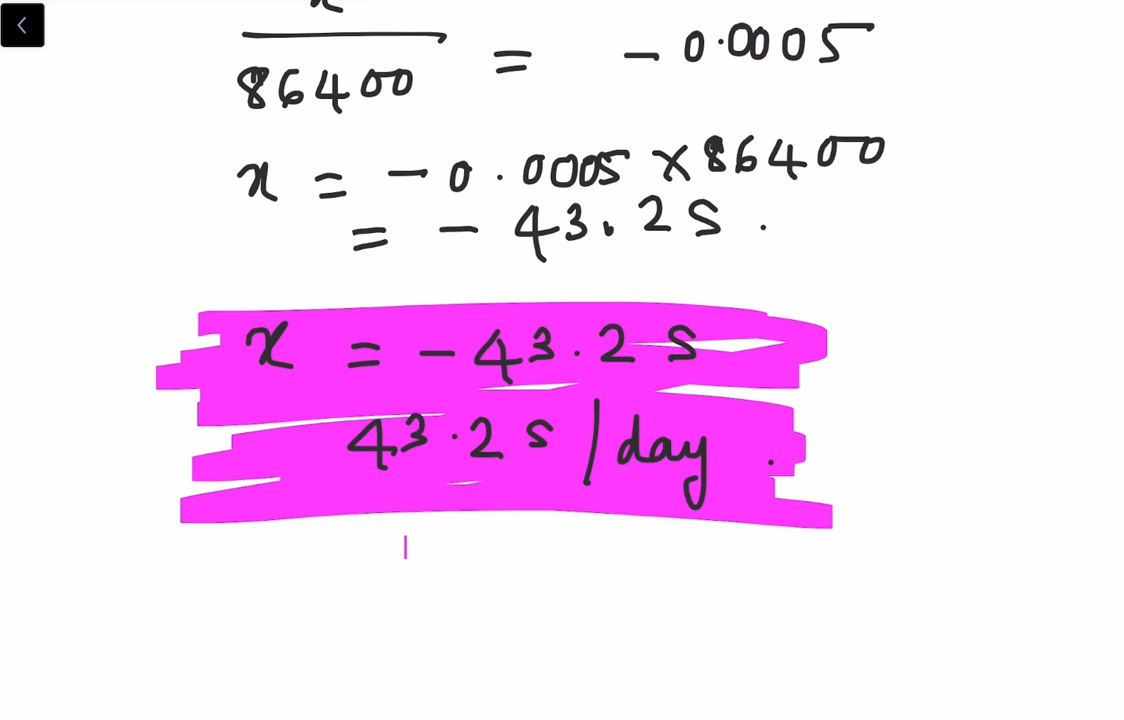 x
86400 = - 0.0005
x = - 0.0005 × 86400
= - 43.2 s .
x = - 43.2 s
43.2 s / day .